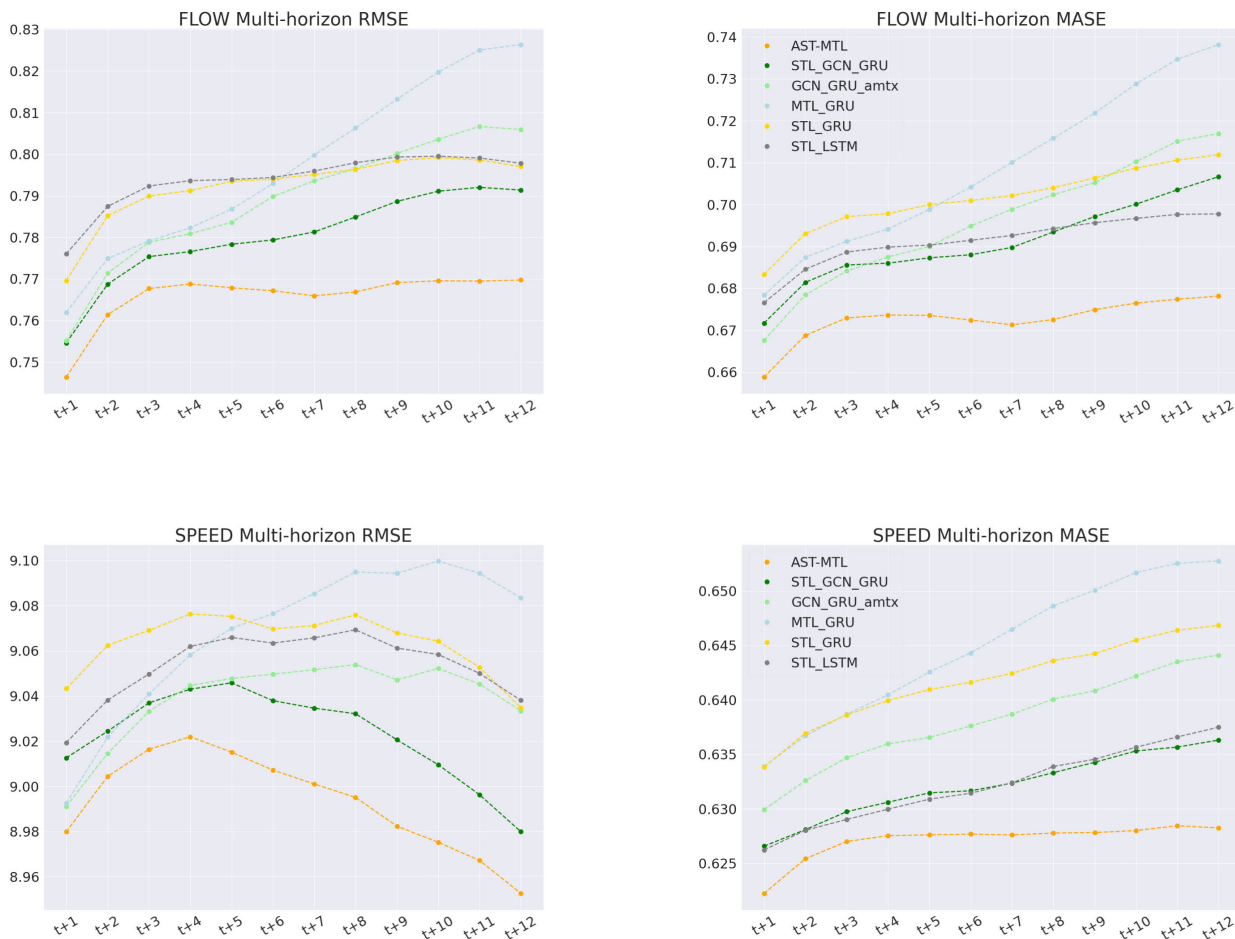 FLOW Multi-horizon RMSE
0.83
0.82
0.81
0.80
0.79
0.78
0.77
0.76
0.75
t+1 t+2 t+3 t+4 t+5 t+6 t+7 t+8 t+9 t+10 t+11 t+12
FLOW Multi-horizon MASE
0.74
0.73
0.72
0.71
0.70
0.69
0.68
0.67
0.66
AST-MTL
STL_GCN_GRU
GCN_GRU_amtx
MTL_GRU
STL_GRU
STL_LSTM
t+1 t+2 t+3 t+4 t+5 t+6 t+7 t+8 t+9 t+10 t+11 t+12
SPEED Multi-horizon RMSE
9.10
9.08
9.06
9.04
9.02
9.00
8.98
8.96
t+1 t+2 t+3 t+4 t+5 t+6 t+7 t+8 t+9 t+10 t+11 t+12
SPEED Multi-horizon MASE
0.650
0.645
0.640
0.635
0.630
0.625
AST-MTL
STL_GCN_GRU
GCN_GRU_amtx
MTL_GRU
STL_GRU
STL_LSTM
t+1 t+2 t+3 t+4 t+5 t+6 t+7 t+8 t+9 t+10 t+11 t+12